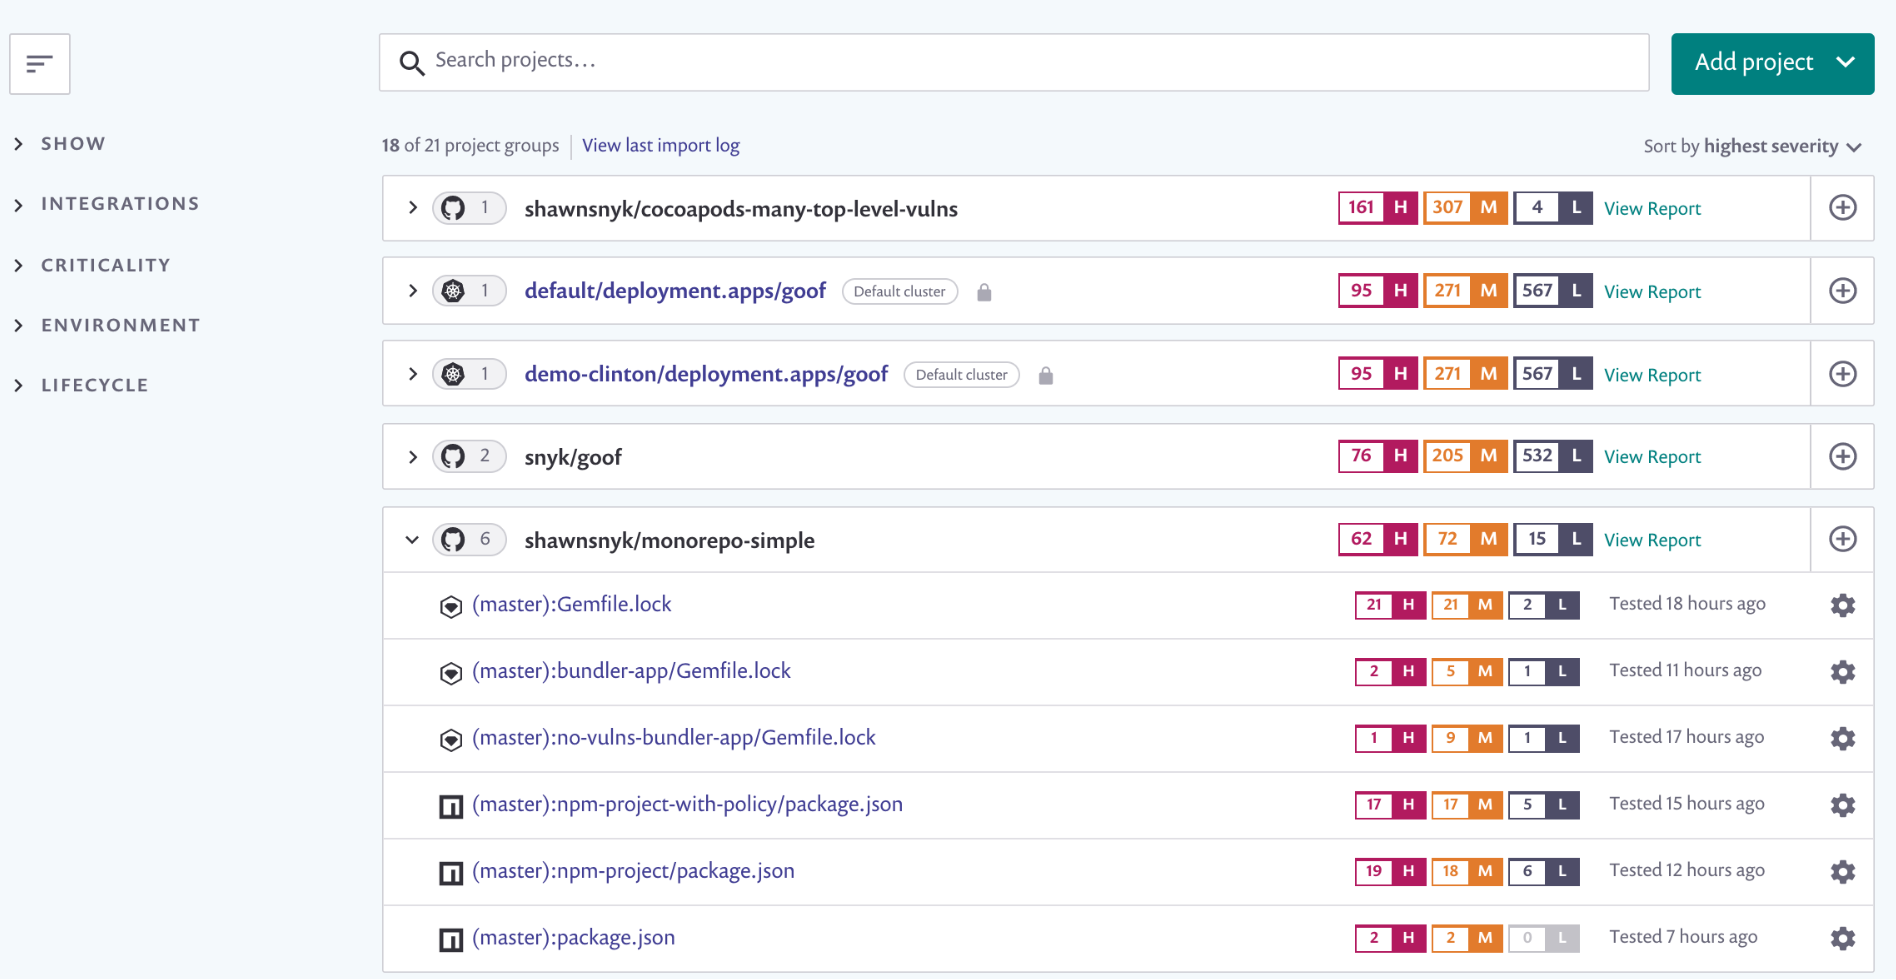 Search projects...
Add project
SHOW
INTEGRATIONS
CRITICALITY
ENVIRONMENT
LIFECYCLE
18 of 21 project groups View last import log
Sort by highest severity
1 shawnsnyk/cocoapods-many-top-level-vulns 161 H 307 M 4 L View Report
1 default/deployment.apps/goof Default cluster 95 H 271 M 567 L View Report
1 demo-clinton/deployment.apps/goof Default cluster 95 H 271 M 567 L View Report
2 snyk/goof 76 H 205 M 532 L View Report
6 shawnsnyk/monorepo-simple 62 H 72 M 15 L View Report
(master):Gemfile.lock 21 H 21 M 2 L Tested 18 hours ago
(master):bundler-app/Gemfile.lock 2 H 5 M 1 L Tested 11 hours ago
(master):no-vulns-bundler-app/Gemfile.lock 1 H 9 M 1 L Tested 17 hours ago
(master):npm-project-with-policy/package.json 17 H 17 M 5 L Tested 15 hours ago
(master):npm-project/package.json 19 H 18 M 6 L Tested 12 hours ago
(master):package.json 2 H 2 M 0 L Tested 7 hours ago